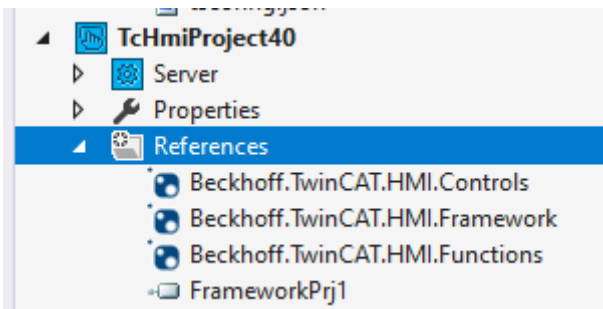 TcHmiProject40
Server
Properties
References
Beckhoff.TwinCAT.HMI.Controls
Beckhoff.TwinCAT.HMI.Framework
Beckhoff.TwinCAT.HMI.Functions
FrameworkPrj1